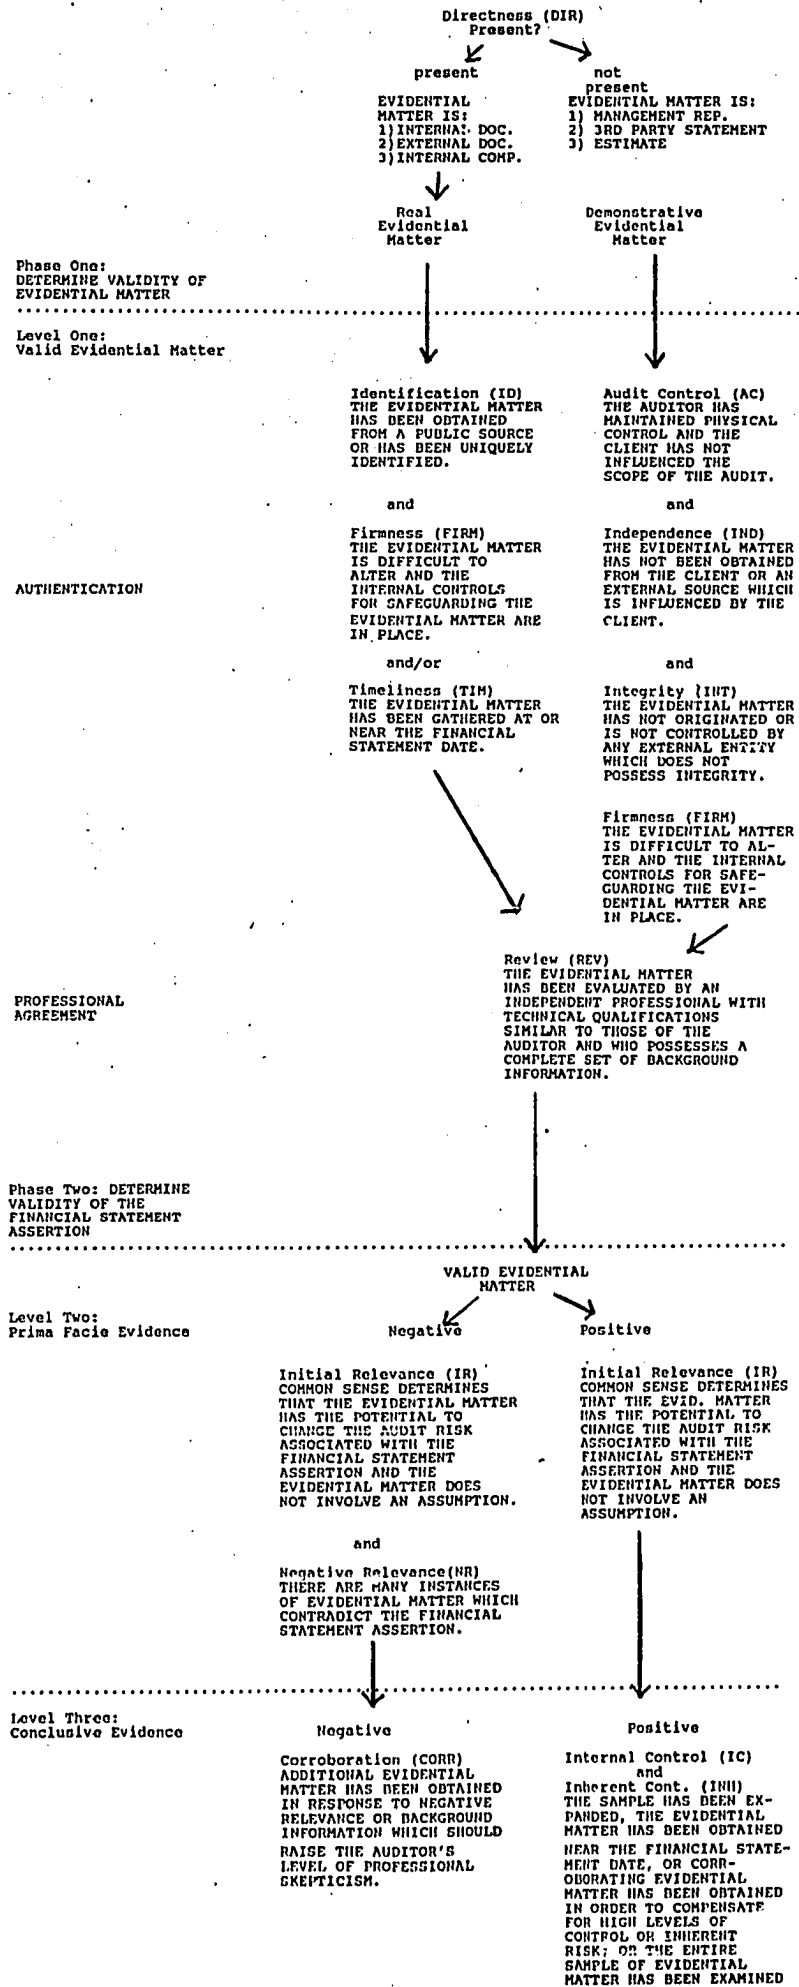 Directness (DIR)
Present?
present
not
present
EVIDENTIAL
MATTER IS:
1) INTERNAL DOC.
2) EXTERNAL DOC.
3) INTERNAL COMP.
EVIDENTIAL MATTER IS:
1) MANAGEMENT REP.
2) 3RD PARTY STATEMENT
3) ESTIMATE
Real
Evidential
Matter
Demonstrative
Evidential
Matter
Phase One:
DETERMINE VALIDITY OF
EVIDENTIAL MATTER
Level One:
Valid Evidential Matter
Identification (ID)
THE EVIDENTIAL MATTER
HAS BEEN OBTAINED
FROM A PUBLIC SOURCE
OR HAS BEEN UNIQUELY
IDENTIFIED.
Audit Control (AC)
THE AUDITOR HAS
MAINTAINED PHYSICAL
CONTROL AND THE
CLIENT HAS NOT
INFLUENCED THE
SCOPE OF THE AUDIT.
and
and
AUTHENTICATION
Firmness (FIRM)
THE EVIDENTIAL MATTER
IS DIFFICULT TO
ALTER AND THE
INTERNAL CONTROLS
FOR SAFEGUARDING THE
EVIDENTIAL MATTER ARE
IN PLACE.
Independence (IND)
THE EVIDENTIAL MATTER
HAS NOT BEEN OBTAINED
FROM THE CLIENT OR AN
EXTERNAL SOURCE WHICH
IS INFLUENCED BY THE
CLIENT.
and/or
and
Timeliness (TIM)
THE EVIDENTIAL MATTER
HAS BEEN GATHERED AT OR
NEAR THE FINANCIAL
STATEMENT DATE.
Integrity (INT)
THE EVIDENTIAL MATTER
HAS NOT ORIGINATED OR
IS NOT CONTROLLED BY
ANY EXTERNAL ENTITY
WHICH DOES NOT
POSSESS INTEGRITY.
Firmness (FIRM)
THE EVIDENTIAL MATTER
IS DIFFICULT TO AL-
TER AND THE INTERNAL
CONTROLS FOR SAFE-
GUARDING THE EVI-
DENTIAL MATTER ARE
IN PLACE.
PROFESSIONAL
AGREEMENT
Review (REV)
THE EVIDENTIAL MATTER
HAS BEEN EVALUATED BY AN
INDEPENDENT PROFESSIONAL WITH
TECHNICAL QUALIFICATIONS
SIMILAR TO THOSE OF THE
AUDITOR AND WHO POSSESSES A
COMPLETE SET OF BACKGROUND
INFORMATION.
Phase Two: DETERMINE
VALIDITY OF THE
FINANCIAL STATEMENT
ASSERTION
VALID EVIDENTIAL
MATTER
Level Two:
Prima Facie Evidence
Negative
Positive
Initial Relevance (IR)
COMMON SENSE DETERMINES
THAT THE EVIDENTIAL MATTER
HAS THE POTENTIAL TO
CHANGE THE AUDIT RISK
ASSOCIATED WITH THE
FINANCIAL STATEMENT
ASSERTION AND THE
EVIDENTIAL MATTER DOES
NOT INVOLVE AN ASSUMPTION.
Initial Relevance (IR)
COMMON SENSE DETERMINES
THAT THE EVID. MATTER
HAS THE POTENTIAL TO
CHANGE THE AUDIT RISK
ASSOCIATED WITH THE
FINANCIAL STATEMENT
ASSERTION AND THE
EVIDENTIAL MATTER DOES
NOT INVOLVE AN
ASSUMPTION.
and
Negative Relevance(NR)
THERE ARE MANY INSTANCES
OF EVIDENTIAL MATTER WHICH
CONTRADICT THE FINANCIAL
STATEMENT ASSERTION.
Level Three:
Conclusive Evidence
Negative
Positive
Corroboration (CORR)
ADDITIONAL EVIDENTIAL
MATTER HAS BEEN OBTAINED
IN RESPONSE TO NEGATIVE
RELEVANCE OR BACKGROUND
INFORMATION WHICH SHOULD
RAISE THE AUDITOR'S
LEVEL OF PROFESSIONAL
SKEPTICISM.
Internal Control (IC)
and
Inherent Cont. (INH)
THE SAMPLE HAS BEEN EX-
PANDED, THE EVIDENTIAL
MATTER HAS BEEN OBTAINED
NEAR THE FINANCIAL STATE-
MENT DATE, OR CORR-
OBORATING EVIDENTIAL
MATTER HAS BEEN OBTAINED
IN ORDER TO COMPENSATE
FOR HIGH LEVELS OF
CONTROL OR INHERENT
RISK; OR THE ENTIRE
SAMPLE OF EVIDENTIAL
MATTER HAS BEEN EXAMINED